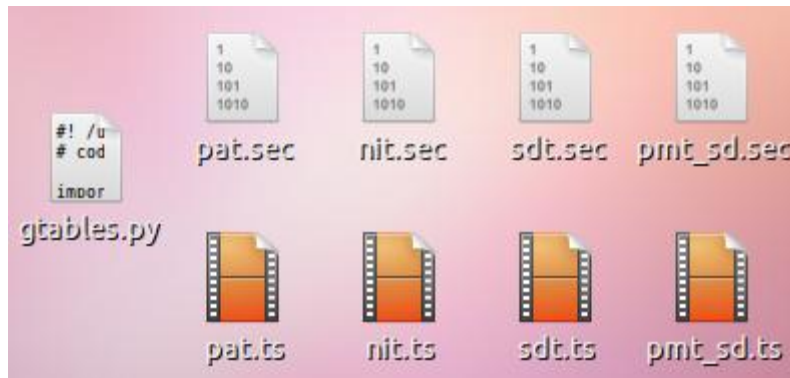 1
10
101
1010
1
10
101
1010
1
10
101
1010
1
10
101
1010
pat.sec nit.sec sdt.sec pmt_sd.sec
#! /u
# cod
impor
gtables.py
pat.ts nit.ts sdt.ts pmt_sd.ts